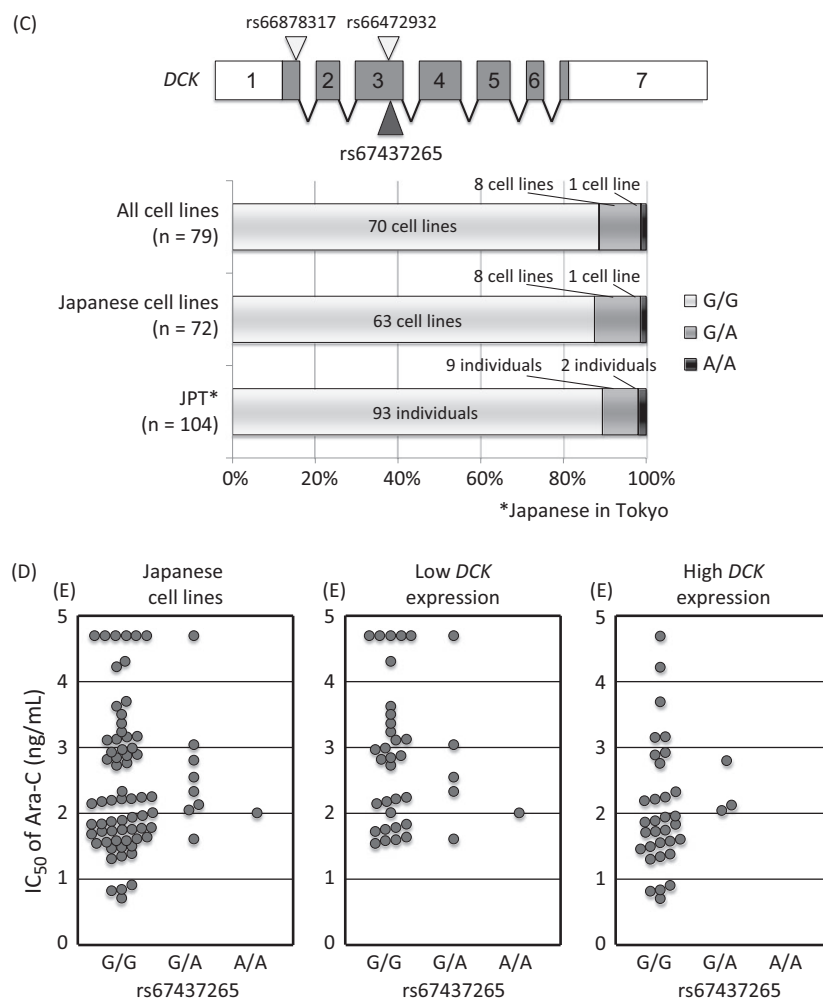 (C)
rs66878317 rs66472932
DCK 1 2 3 4 5 6 7
rs67437265
8 cell lines 1 cell line
All cell lines
(n = 79)
70 cell lines
8 cell lines 1 cell line
Japanese cell lines
(n = 72)
63 cell lines
9 individuals 2 individuals
JPT*
(n = 104)
93 individuals
G/G
G/A
A/A
0% 20% 40% 60% 80% 100%
*Japanese in Tokyo
(D)
(E) Japanese
cell lines
5
4
3
2
1
0
IC50 of Ara-C (ng/mL)
G/G G/A A/A
rs67437265
(E) Low DCK
expression
5
4
3
2
1
0
G/G G/A A/A
rs67437265
(E) High DCK
expression
5
4
3
2
1
0
G/G G/A A/A
rs67437265